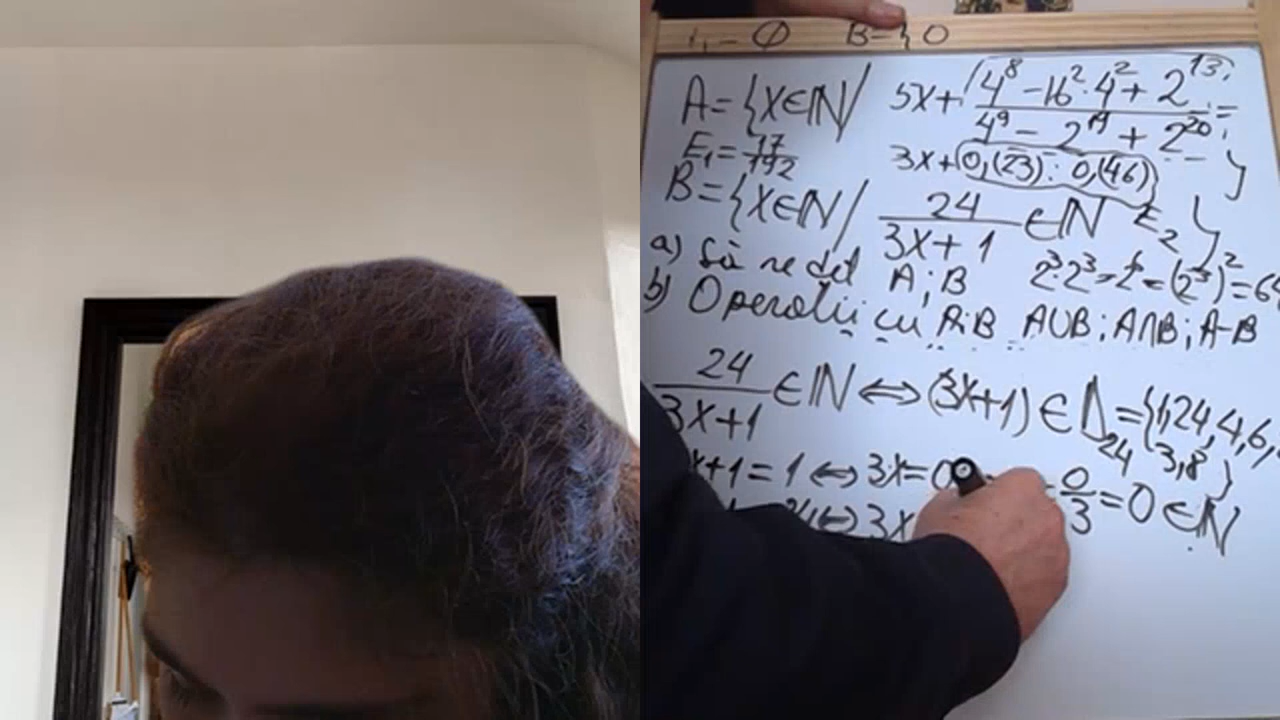 A = ∅ B = { 0
A = {x∈ℕ / 5x + (4⁸ - 16²·4² + 2¹³) / (4⁹ - 2¹⁹ + 2²⁰) =
E₁ = 17/192 3x + (0,(23) : 0,(46)) }
B = {x∈ℕ / 24/(3x+1) ∈ℕ E₂ }
a) Să se det A; B 2³·2³ = 2⁶ = (2³)² = 64
b) Operații cu A; B A∪B; A∩B; A-B
24/(3x+1) ∈ℕ ⇔ (3x+1) ∈ D₂₄ = {1,24,4,6,
3,8 }
x+1 = 1 ⇔ 3x = 0 = 0/3 = 0 ∈ℕ
24 ⇔ 3x